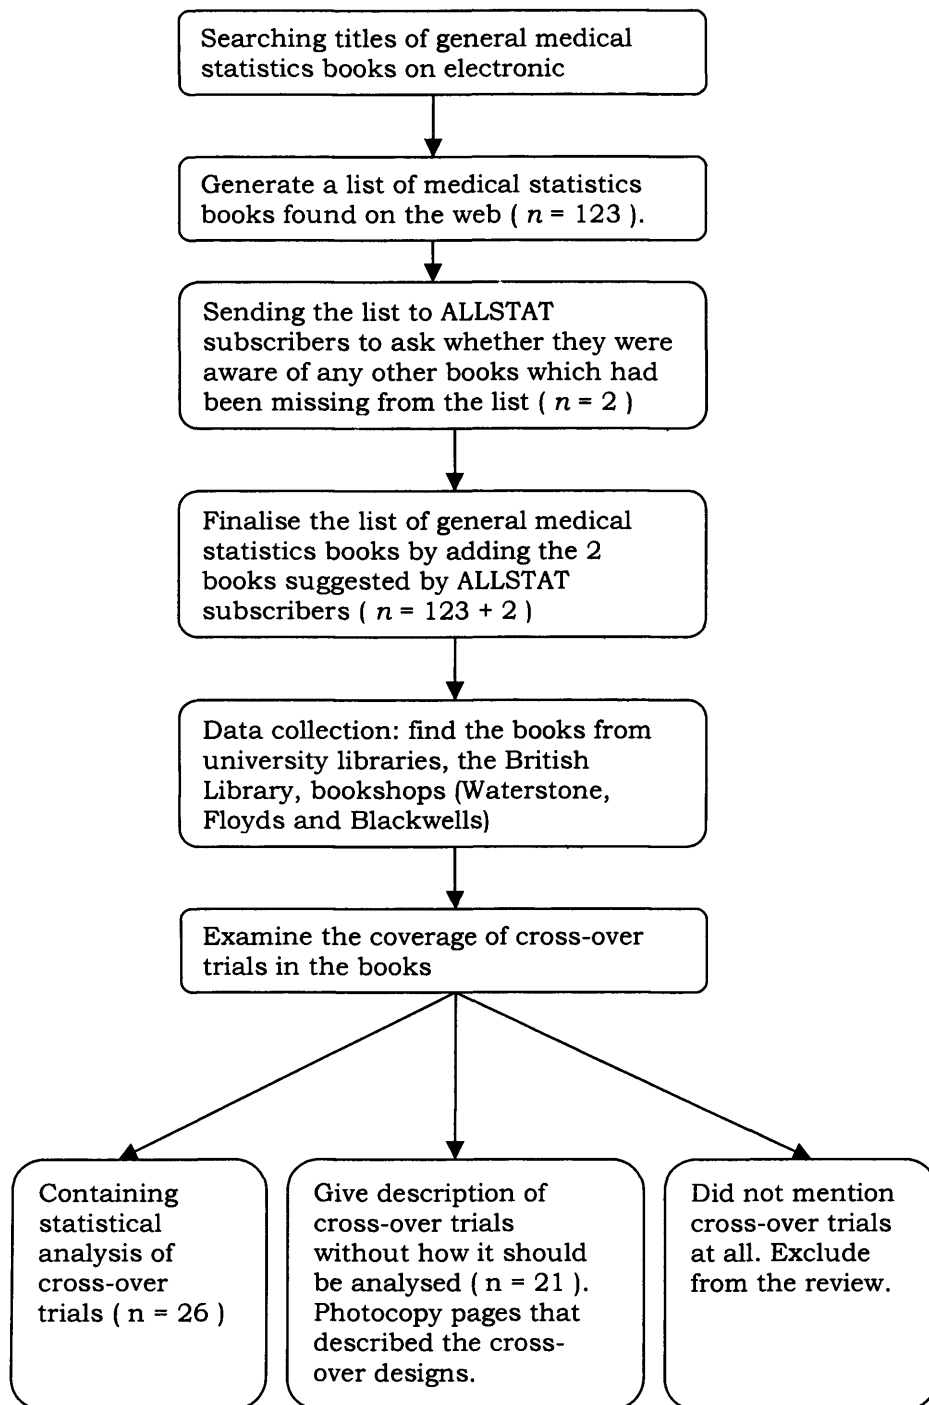 Searching titles of general medical
statistics books on electronic
Generate a list of medical statistics
books found on the web ( n = 123 ).
Sending the list to ALLSTAT
subscribers to ask whether they were
aware of any other books which had
been missing from the list ( n = 2 )
Finalise the list of general medical
statistics books by adding the 2
books suggested by ALLSTAT
subscribers ( n = 123 + 2 )
Data collection: find the books from
university libraries, the British
Library, bookshops (Waterstone,
Floyds and Blackwells)
Examine the coverage of cross-over
trials in the books
Containing
statistical
analysis of
cross-over
trials ( n = 26 )
Give description of
cross-over trials
without how it should
be analysed ( n = 21 ).
Photocopy pages that
described the cross-
over designs.
Did not mention
cross-over trials
at all. Exclude
from the review.